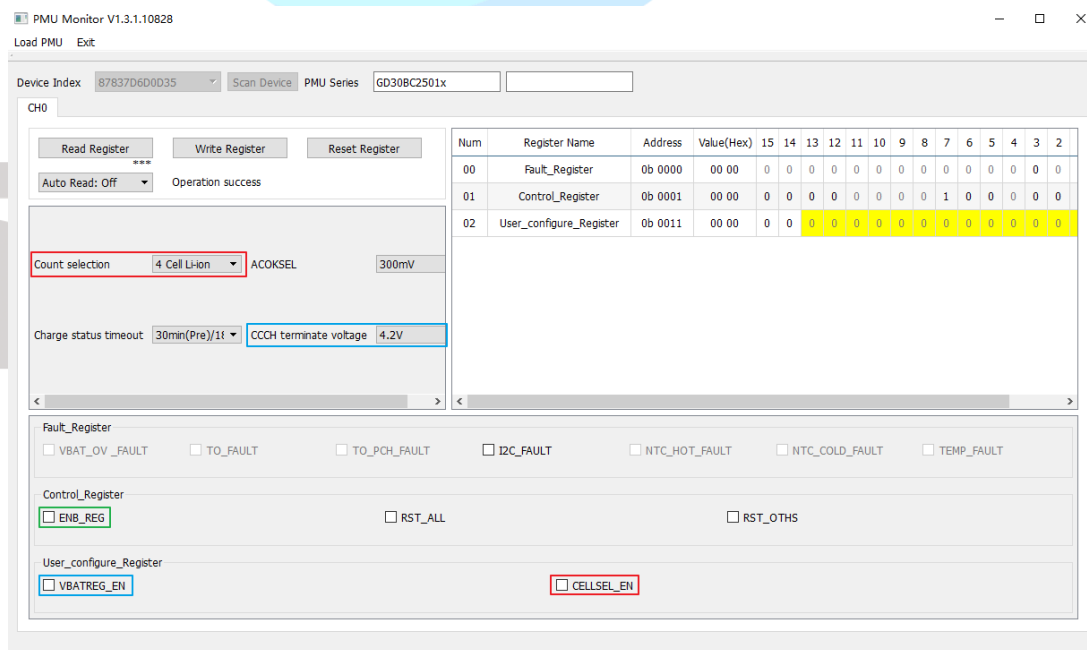 PMU Monitor V1.3.1.10828
Load PMU Exit
Device Index 87837D6D0D35 Scan Device PMU Series GD30BC2501x
CH0
Read Register Write Register Reset Register
***
Auto Read: Off Operation success
Num Register Name Address Value(Hex) 15 14 13 12 11 10 9 8 7 6 5 4 3 2
00 Fault_Register 0b 0000 00 00 0 0 0 0 0 0 0 0 0 0 0 0 0 0
01 Control_Register 0b 0001 00 00 0 0 0 0 0 0 0 0 1 0 0 0 0 0
02 User_configure_Register 0b 0011 00 00 0 0 0 0 0 0 0 0 0 0 0 0 0 0
Count selection 4 Cell Li-ion ACOKSEL 300mV
Charge status timeout 30min(Pre)/18 CCCH terminate voltage 4.2V
Fault_Register
VBAT_OV _FAULT TO_FAULT TO_PCH_FAULT I2C_FAULT NTC_HOT_FAULT NTC_COLD_FAULT TEMP_FAULT
Control_Register
ENB_REG RST_ALL RST_OTHS
User_configure_Register
VBATREG_EN CELLSEL_EN